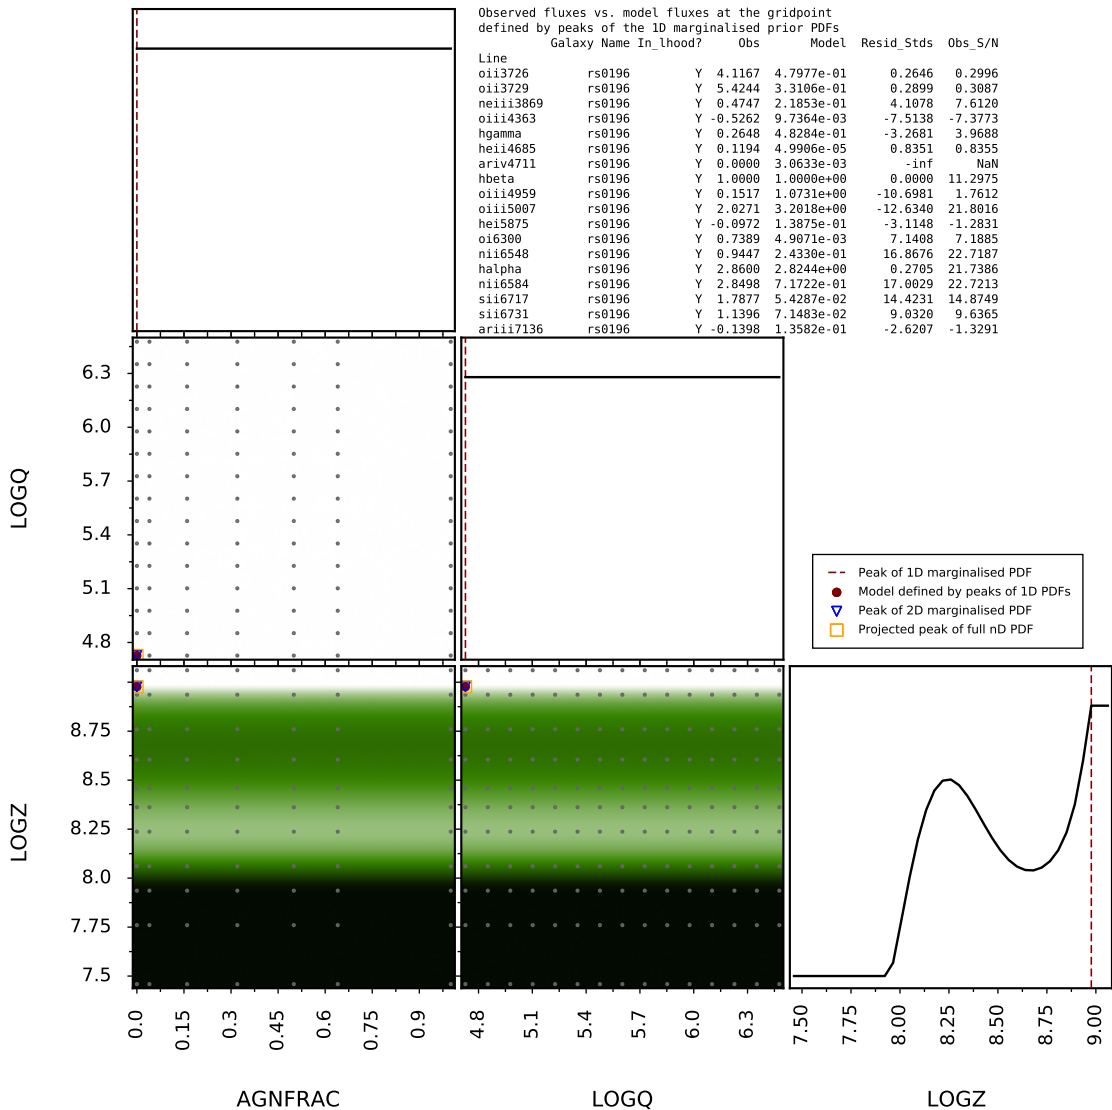 Observed fluxes vs. model fluxes at the gridpoint
defined by peaks of the 1D marginalised prior PDFs
Galaxy Name In_lhood? Obs Model Resid_Stds Obs_S/N
Line
oii3726 rs0196 Y 4.1167 4.7977e-01 0.2646 0.2996
oii3729 rs0196 Y 5.4244 3.3106e-01 0.2899 0.3087
neiii3869 rs0196 Y 0.4747 2.1853e-01 4.1078 7.6120
oiii4363 rs0196 Y -0.5262 9.7364e-03 -7.5138 -7.3773
hgamma rs0196 Y 0.2648 4.8284e-01 -3.2681 3.9688
heii4685 rs0196 Y 0.1194 4.9906e-05 0.8351 0.8355
ariv4711 rs0196 Y 0.0000 3.0633e-03 -inf NaN
hbeta rs0196 Y 1.0000 1.0000e+00 0.0000 11.2975
oiii4959 rs0196 Y 0.1517 1.0731e+00 -10.6981 1.7612
oiii5007 rs0196 Y 2.0271 3.2018e+00 -12.6340 21.8016
hei5875 rs0196 Y -0.0972 1.3875e-01 -3.1148 -1.2831
oi6300 rs0196 Y 0.7389 4.9071e-03 7.1408 7.1885
nii6548 rs0196 Y 0.9447 2.4330e-01 16.8676 22.7187
halpha rs0196 Y 2.8600 2.8244e+00 0.2705 21.7386
nii6584 rs0196 Y 2.8498 7.1722e-01 17.0029 22.7213
sii6717 rs0196 Y 1.7877 5.4287e-02 14.4231 14.8749
sii6731 rs0196 Y 1.1396 7.1483e-02 9.0320 9.6365
ariii7136 rs0196 Y -0.1398 1.3582e-01 -2.6207 -1.3291
LOGQ
6.3
6.0
5.7
5.4
5.1
4.8
Peak of 1D marginalised PDF
Model defined by peaks of 1D PDFs
Peak of 2D marginalised PDF
Projected peak of full nD PDF
LOGZ
8.75
8.5
8.25
8.0
7.75
7.5
0.0 0.15 0.3 0.45 0.6 0.75 0.9
4.8 5.1 5.4 5.7 6.0 6.3
7.50 7.75 8.00 8.25 8.50 8.75 9.00
AGNFRAC LOGQ LOGZ